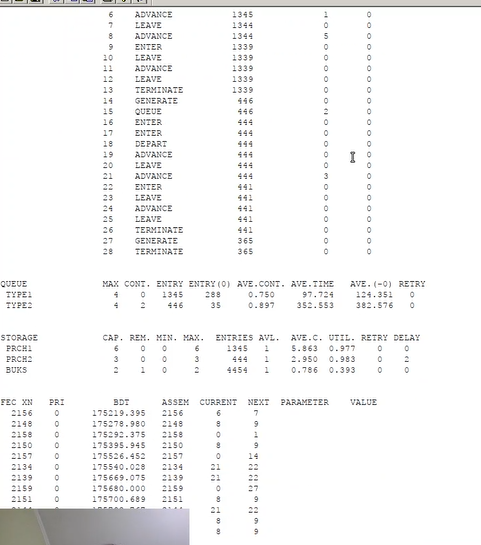 6 ADVANCE 1345 1 0
7 LEAVE 1344 0 0
8 ADVANCE 1344 5 0
9 ENTER 1339 0 0
10 LEAVE 1339 0 0
11 ADVANCE 1339 0 0
12 LEAVE 1339 0 0
13 TERMINATE 1339 0 0
14 GENERATE 446 0 0
15 QUEUE 446 2 0
16 ENTER 444 0 0
17 ENTER 444 0 0
18 DEPART 444 0 0
19 ADVANCE 444 0 0
20 LEAVE 444 0 0
21 ADVANCE 444 3 0
22 ENTER 441 0 0
23 LEAVE 441 0 0
24 ADVANCE 441 0 0
25 LEAVE 441 0 0
26 TERMINATE 441 0 0
27 GENERATE 365 0 0
28 TERMINATE 365 0 0
QUEUE MAX CONT. ENTRY ENTRY(0) AVE.CONT. AVE.TIME AVE.(-0) RETRY
TYPE1 4 0 1345 288 0.750 97.724 124.351 0
TYPE2 4 2 446 35 0.897 352.553 382.576 0
STORAGE CAP. REM. MIN. MAX. ENTRIES AVL. AVE.C. UTIL. RETRY DELAY
PRCH1 6 0 0 6 1345 1 5.863 0.977 0 0
PRCH2 3 0 0 3 444 1 2.950 0.983 0 2
BUKS 2 1 0 2 4454 1 0.786 0.393 0 0
FEC XN PRI BDT ASSEM CURRENT NEXT PARAMETER VALUE
2156 0 175219.395 2156 6 7
2148 0 175278.980 2148 8 9
2158 0 175292.375 2158 0 1
2150 0 175395.945 2150 8 9
2157 0 175526.452 2157 0 14
2134 0 175540.028 2134 21 22
2139 0 175669.075 2139 21 22
2159 0 175680.000 2159 0 27
2151 0 175700.689 2151 8 9
21 22
8 9
8 9